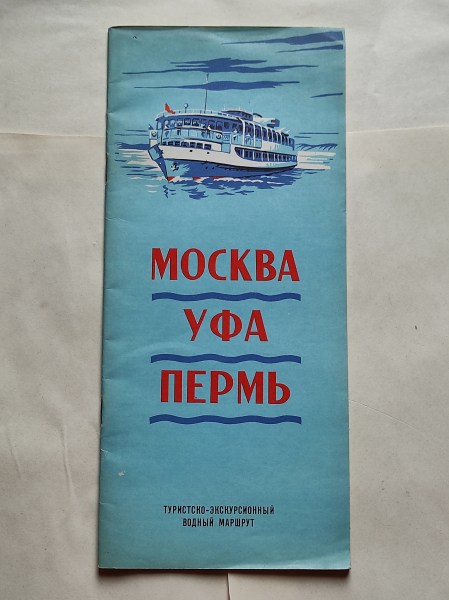 МОСКВА
УФА
ПЕРМЬ
ТУРИСТСКО-ЭКСКУРСИОННЫЙ
ВОДНЫЙ МАРШРУТ